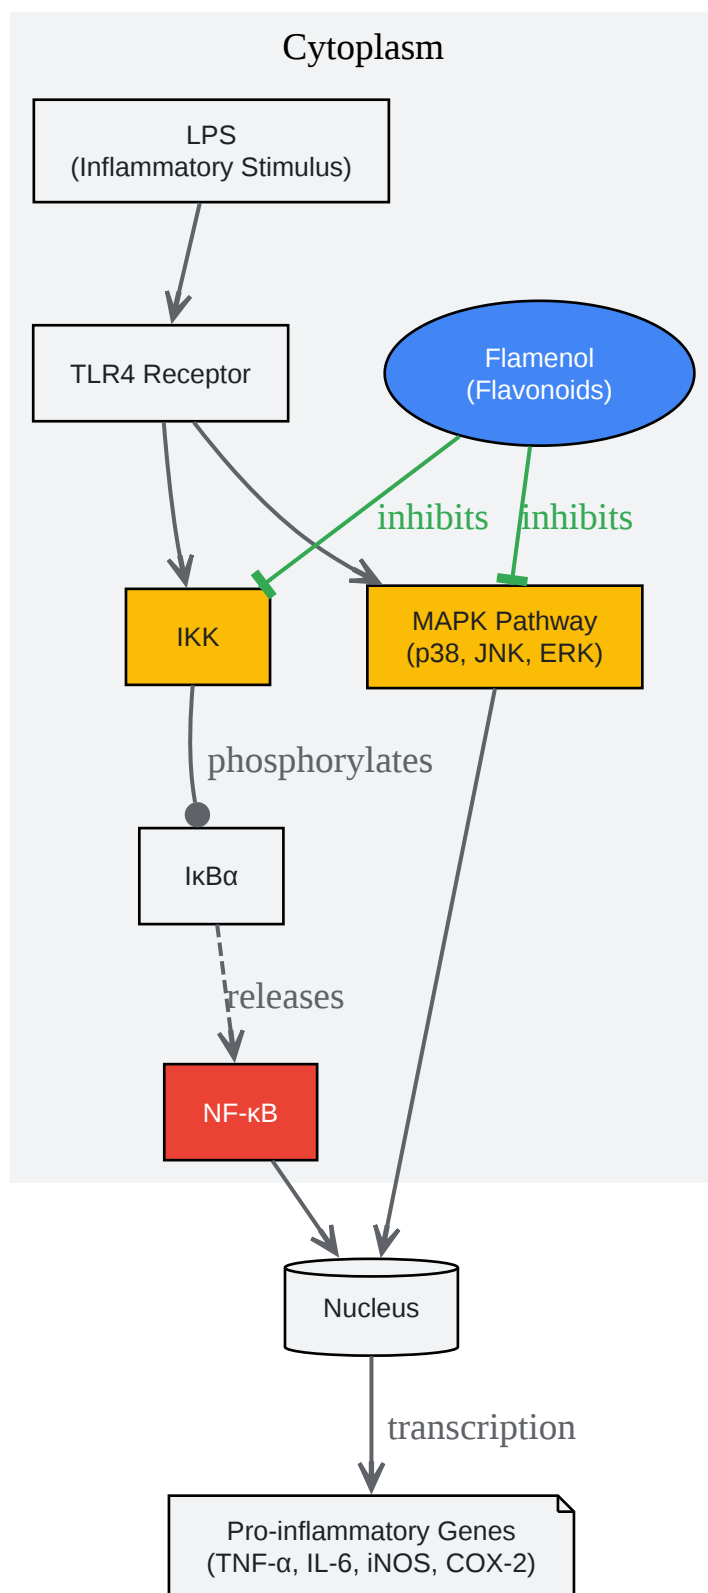 Cytoplasm
LPS
(Inflammatory Stimulus)
TLR4 Receptor
Flamenol
(Flavonoids)
inhibits
inhibits
IKK
MAPK Pathway
(p38, JNK, ERK)
phosphorylates
IκBα
releases
NF-κB
Nucleus
transcription
Pro-inflammatory Genes
(TNF-α, IL-6, iNOS, COX-2)